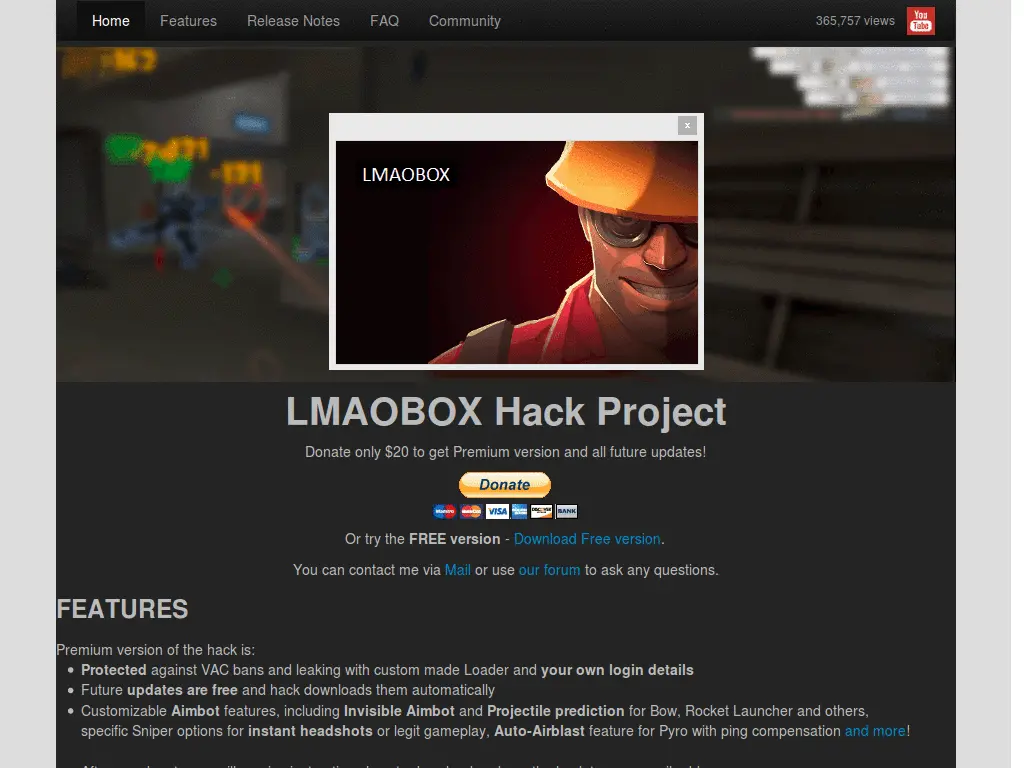 Home Features Release Notes FAQ Community 365,757 views You Tube
x
LMAOBOX
LMAOBOX Hack Project
Donate only $20 to get Premium version and all future updates!
Donate
VISA BANK
Or try the FREE version - Download Free version.
You can contact me via Mail or use our forum to ask any questions.
FEATURES
Premium version of the hack is:
Protected against VAC bans and leaking with custom made Loader and your own login details
Future updates are free and hack downloads them automatically
Customizable Aimbot features, including Invisible Aimbot and Projectile prediction for Bow, Rocket Launcher and others,
specific Sniper options for instant headshots or legit gameplay, Auto-Airblast feature for Pyro with ping compensation and more!